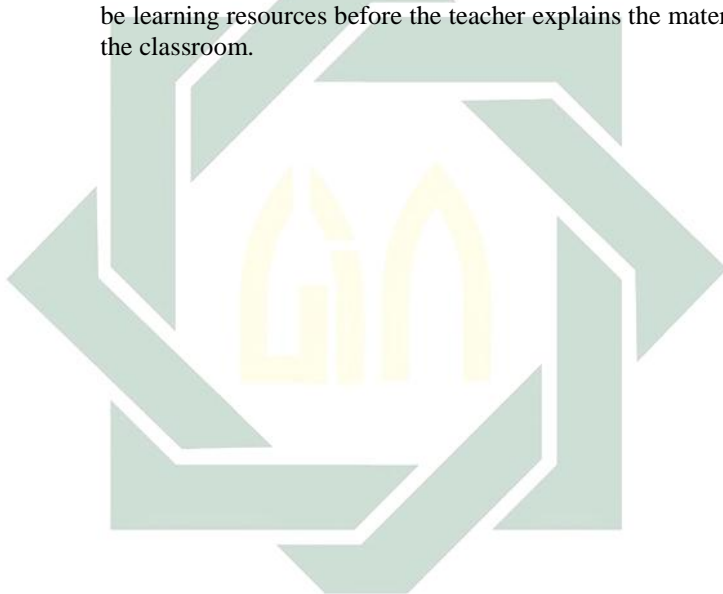 be learning resources before the teacher explains the mater
the classroom.